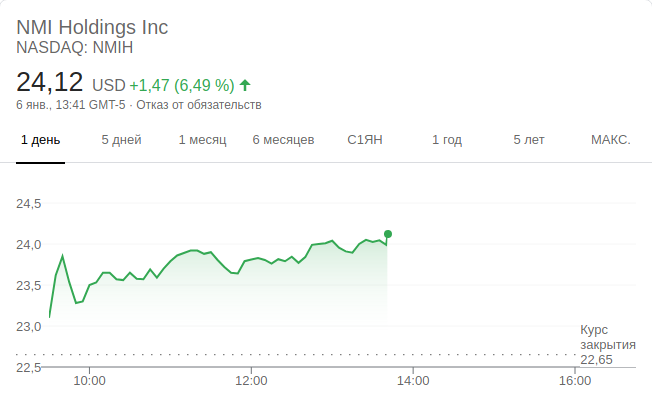 NMI Holdings Inc
NASDAQ: NMIH
24,12 USD +1,47 (6,49 %)
6 янв., 13:41 GMT-5 · Отказ от обязательств
1 день 5 дней 1 месяц 6 месяцев С1ЯН 1 год 5 лет МАКС.
24,5
24,0
23,5
23,0
Курс
закрытия
22,65
22,5
10:00 12:00 14:00 16:00